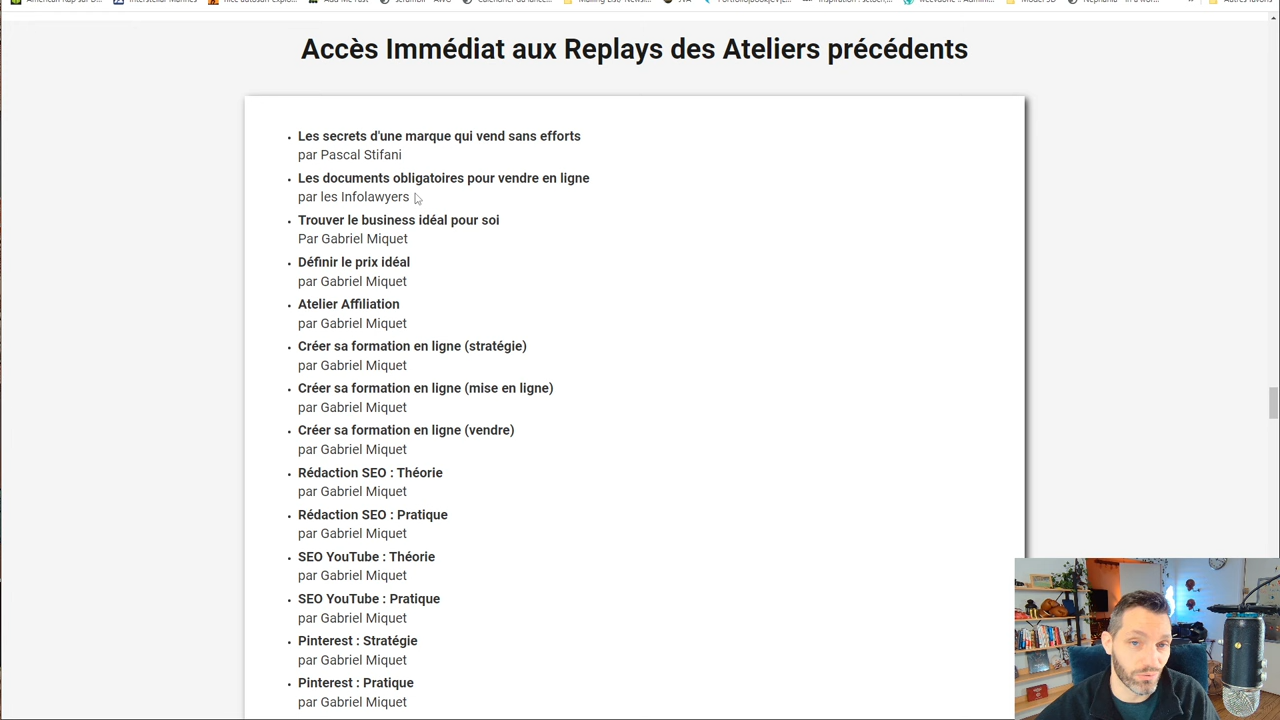 Accès Immédiat aux Replays des Ateliers précédents
Les secrets d'une marque qui vend sans efforts
par Pascal Stifani
Les documents obligatoires pour vendre en ligne
par les Infolawyers
Trouver le business idéal pour soi
Par Gabriel Miquet
Définir le prix idéal
par Gabriel Miquet
Atelier Affiliation
par Gabriel Miquet
Créer sa formation en ligne (stratégie)
par Gabriel Miquet
Créer sa formation en ligne (mise en ligne)
par Gabriel Miquet
Créer sa formation en ligne (vendre)
par Gabriel Miquet
Rédaction SEO : Théorie
par Gabriel Miquet
Rédaction SEO : Pratique
par Gabriel Miquet
SEO YouTube : Théorie
par Gabriel Miquet
SEO YouTube : Pratique
par Gabriel Miquet
Pinterest : Stratégie
par Gabriel Miquet
Pinterest : Pratique
par Gabriel Miquet